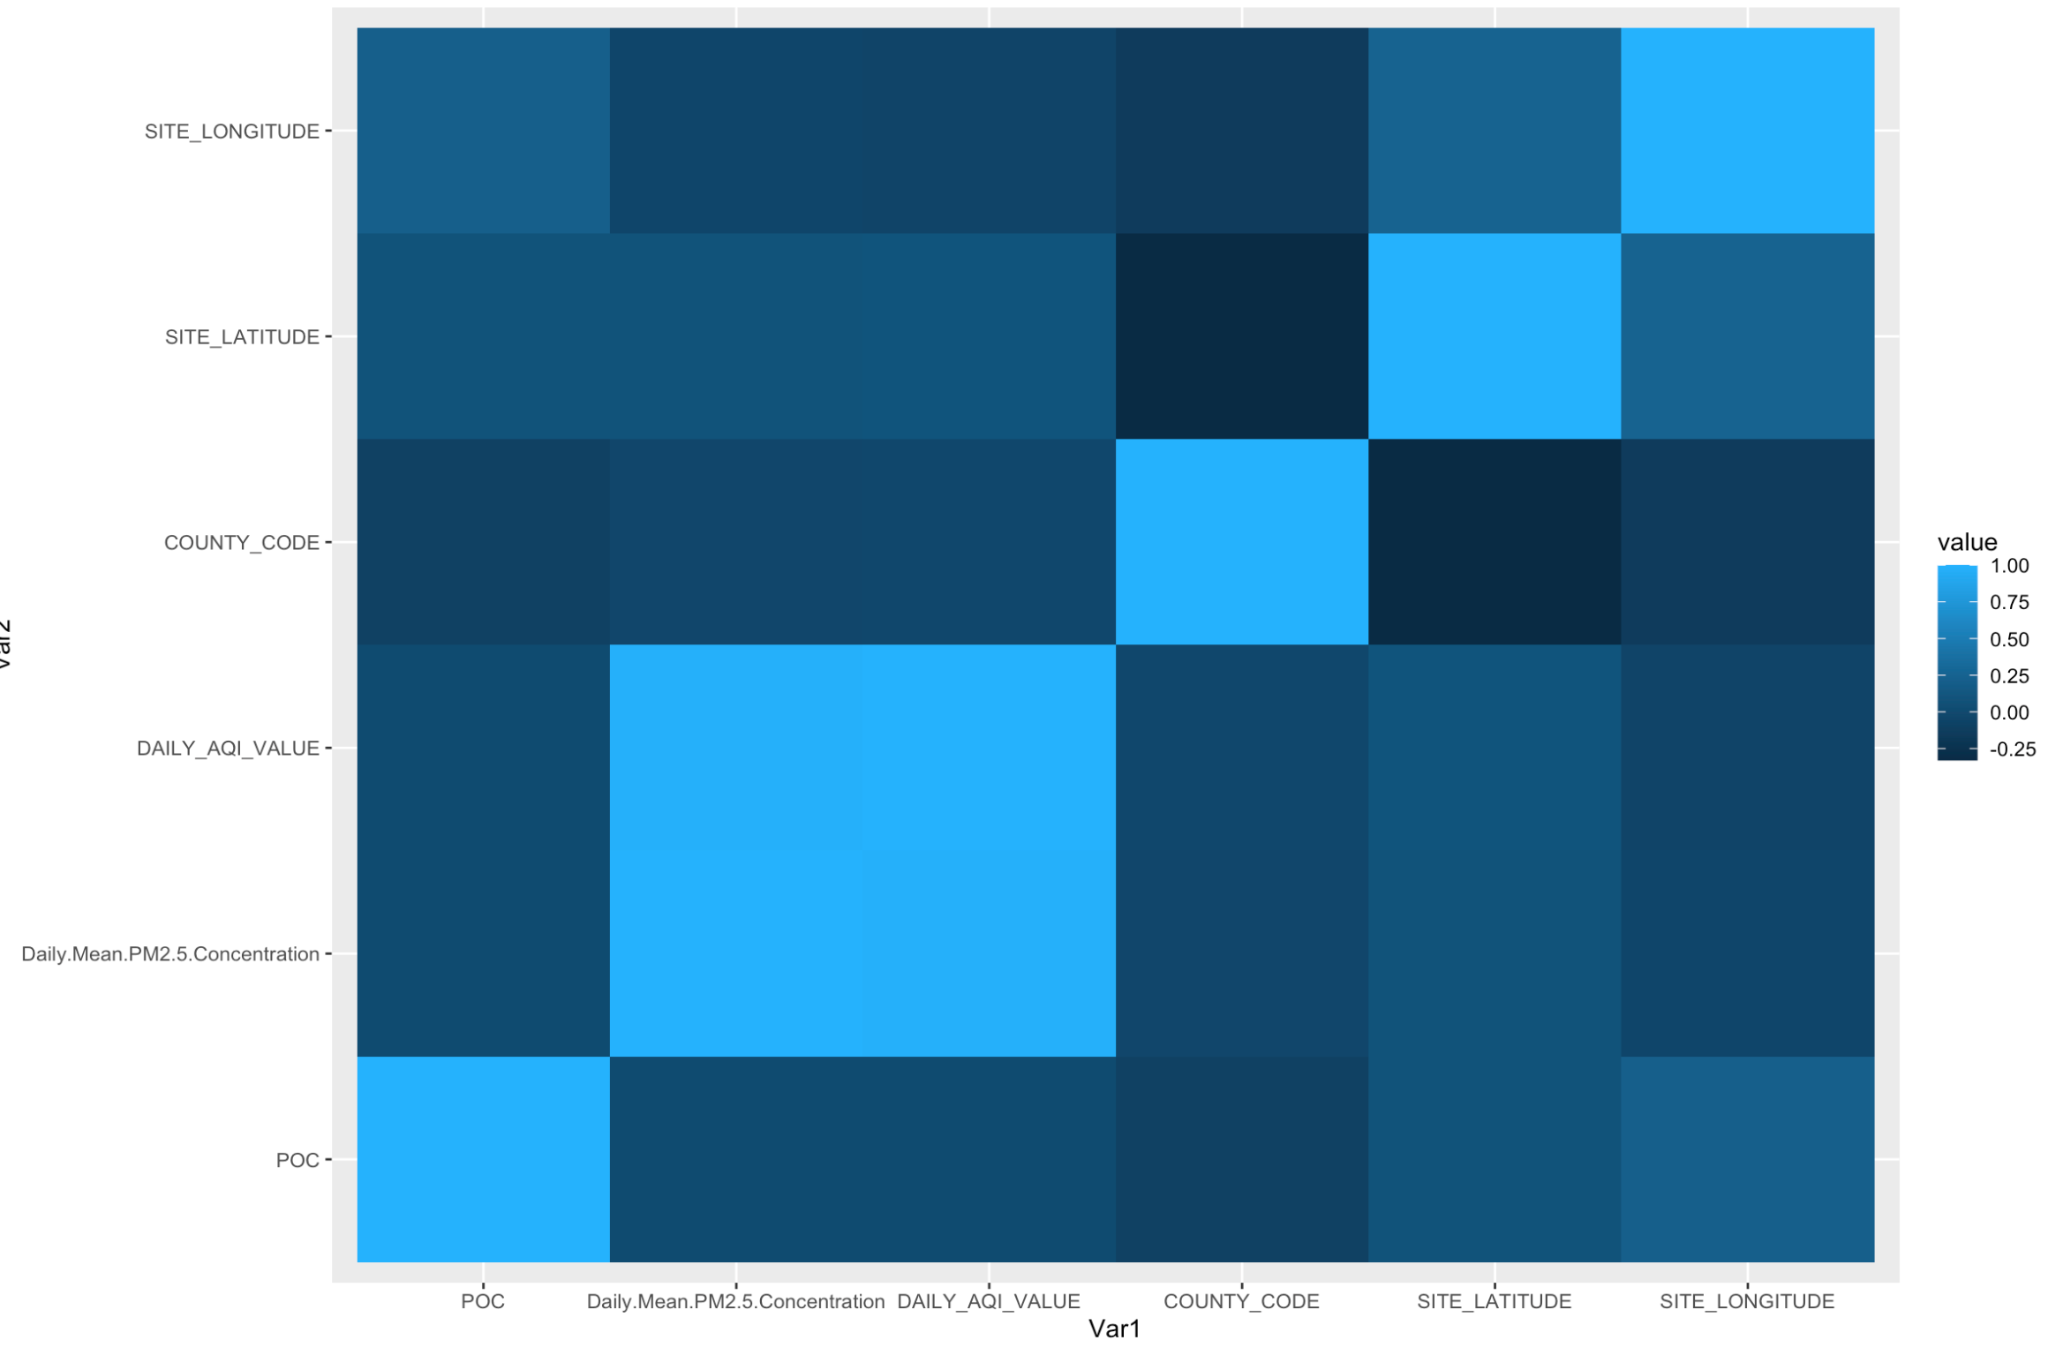 SITE_LONGITUDE
SITE_LATITUDE
COUNTY_CODE
DAILY_AQI_VALUE
Daily.Mean.PM2.5.Concentration
POC
POC
Daily.Mean.PM2.5.Concentration
DAILY_AQI_VALUE
COUNTY_CODE
SITE_LATITUDE
SITE_LONGITUDE
Var1
value
1.00
0.75
0.50
0.25
0.00
-0.25